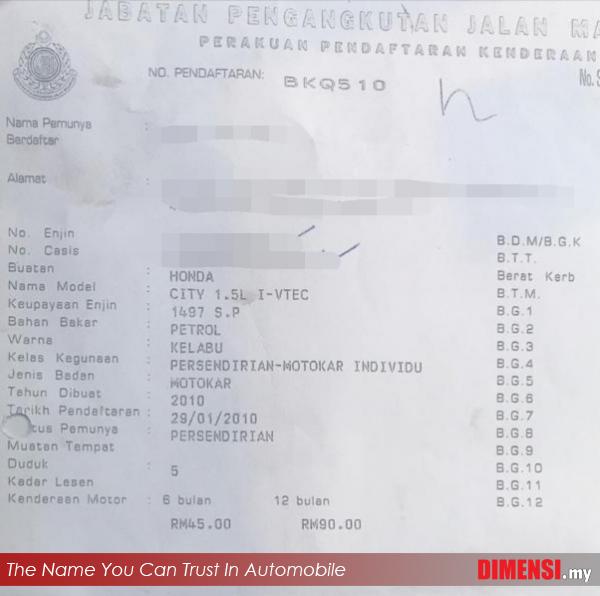 JABATAN PENGANGKUTAN JALAN MA
PERAKUAN PENDAFTARAN KENDERAAN
NO. PENDAFTARAN: BKQ510 No.S
Nama Pemunya :
Berdaftar
Alamat :
No. Enjin : B.D.M/B.G.K
No. Casis : B.T.T.
Buatan : HONDA Berat Kerb
Nama Model : CITY 1.5L I-VTEC B.T.M.
Keupayaan Enjin : 1497 S.P B.G.1
Bahan Bakar : PETROL B.G.2
Warna : KELABU B.G.3
Kelas Kegunaan : PERSENDIRIAN-MOTOKAR INDIVIDU B.G.4
Jenis Badan : MOTOKAR B.G.5
Tahun Dibuat : 2010 B.G.6
Tarikh Pendaftaran : 29/01/2010 B.G.7
tus Pemunya : PERSENDIRIAN B.G.8
Muatan Tempat B.G.9
Duduk : 5 B.G.10
Kadar Lesen B.G.11
Kenderaan Motor : 6 bulan 12 bulan B.G.12
RM45.00 RM90.00
The Name You Can Trust In Automobile DIMENSI.my